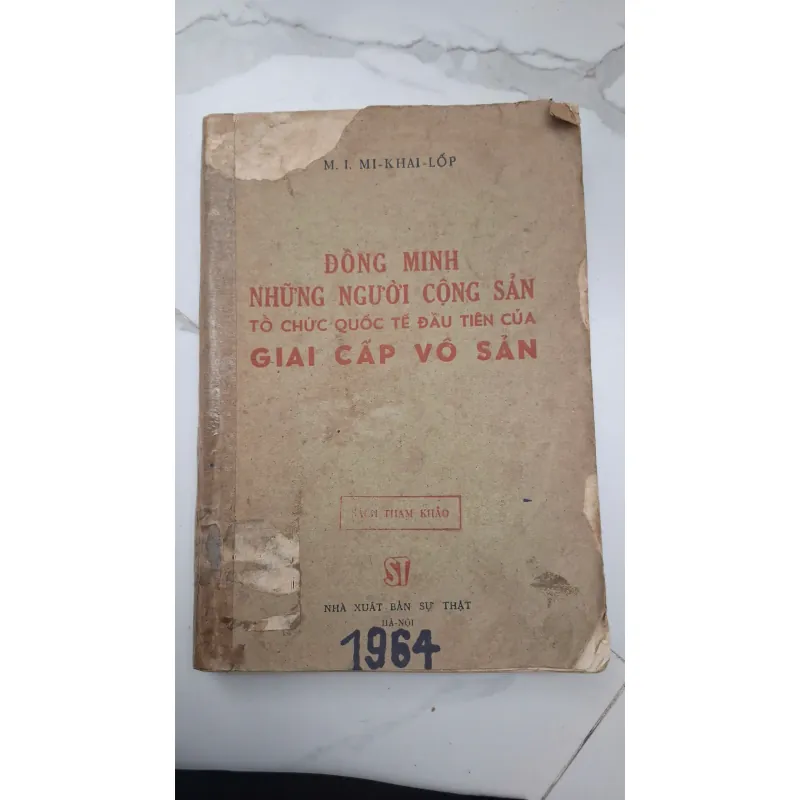 M. I. MI-KHAI-LỐP
ĐỒNG MINH
NHỮNG NGƯỜI CỘNG SẢN
TỔ CHỨC QUỐC TẾ ĐẦU TIÊN CỦA
GIAI CẤP VÔ SẢN
SÁCH THAM KHẢO
ST
NHÀ XUẤT BẢN SỰ THẬT
HÀ-NỘI
1964